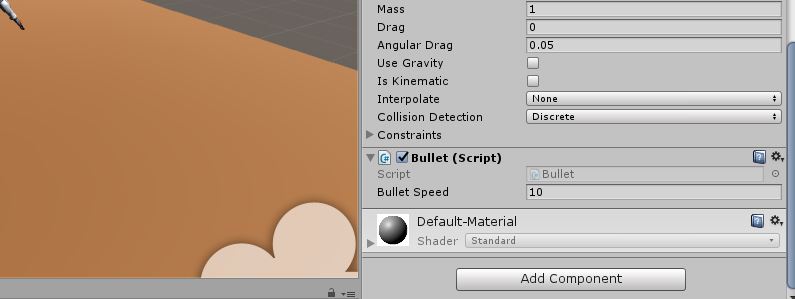 Mass 1
Drag 0
Angular Drag 0.05
Use Gravity
Is Kinematic
Interpolate None
Collision Detection Discrete
Constraints
Bullet (Script)
Script Bullet
Bullet Speed 10
Default-Material
Shader Standard
Add Component